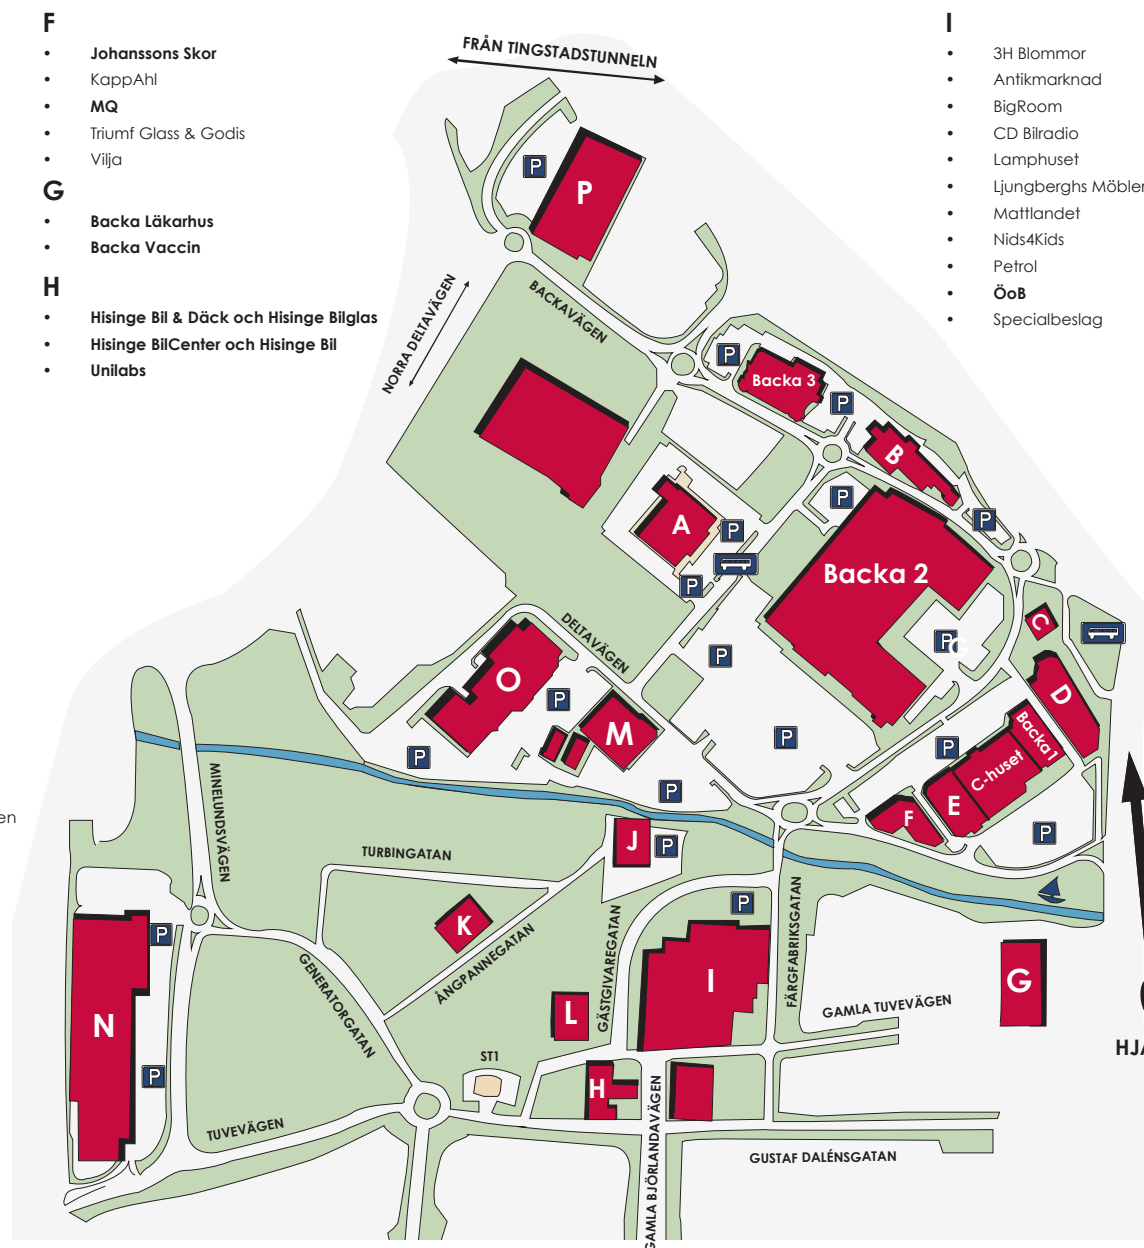 F
• Johanssons Skor
• KappAhl
• MQ
• Triumf Glass & Godis
• Vilja
G
• Backa Läkarhus
• Backa Vaccin
H
• Hisinge Bil & Däck och Hisinge Bilglas
• Hisinge BilCenter och Hisinge Bil
• Unilabs
I
• 3H Blommor
• Antikmarknad
• BigRoom
• CD Bilradio
• Lamphuset
• Ljungberghs Möbler
• Mattlandet
• Nids4Kids
• Petrol
• ÖoB
• Specialbeslag
FRÅN TINGSTADSTUNNELN
P
P
NORRA DELTAVÄGEN
BACKAVÄGEN
P
Backa 3
P
B
P
A
P
P
P
Backa 2
C
P
G
DELTAVÄGEN
O
P
P
D
M
P
P
Backa1
P
C-huset
E
F
P
P
MINELUNDSVÄGEN
en
J
P
TURBINGATAN
K
ÅNGPANNEGATAN
GÄSTGIVAREGATAN
P
FÄRGFABRIKSGATAN
P
N
P
GENERATORGATAN
L
I
G
GAMLA TUVEVÄGEN
HJA
ST1
H
TUVEVÄGEN
GAMLA BJÖRLANDAVÄGEN
GUSTAF DALÉNSGATAN